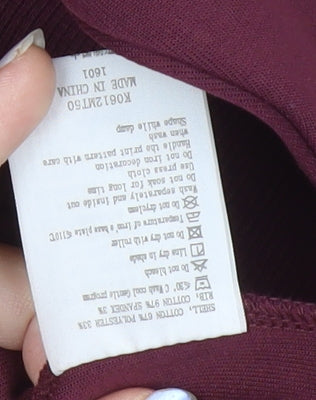 SHELL, COTTON 67% POLYESTER 33%
RIB, COTTON 97% SPANDEX 3%
≤30° C Wash cool Gentle program
Do not bleach
Line dry in shade
Do not dry with roller
Temperature of iron's base plate ≤110℃
Do not dryclean
Wash separately and inside out
Do not soak for long time
Use press cloth
Do not iron decoration
Handle the print pattern with care
when wash
Shape while damp
K0612MT50
MADE IN CHINA
1601